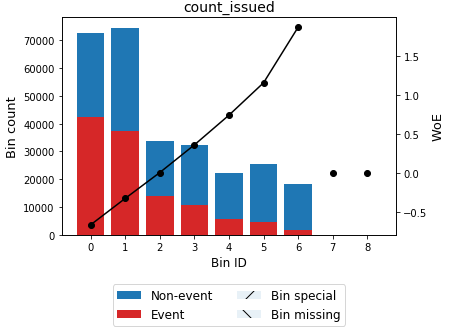 count_issued
Bin count
70000
60000
50000
40000
30000
20000
10000
0
1.5
1.0
0.5
0.0
−0.5
WoE
0 1 2 3 4 5 6 7 8
Bin ID
Non-event
Event
Bin special
Bin missing